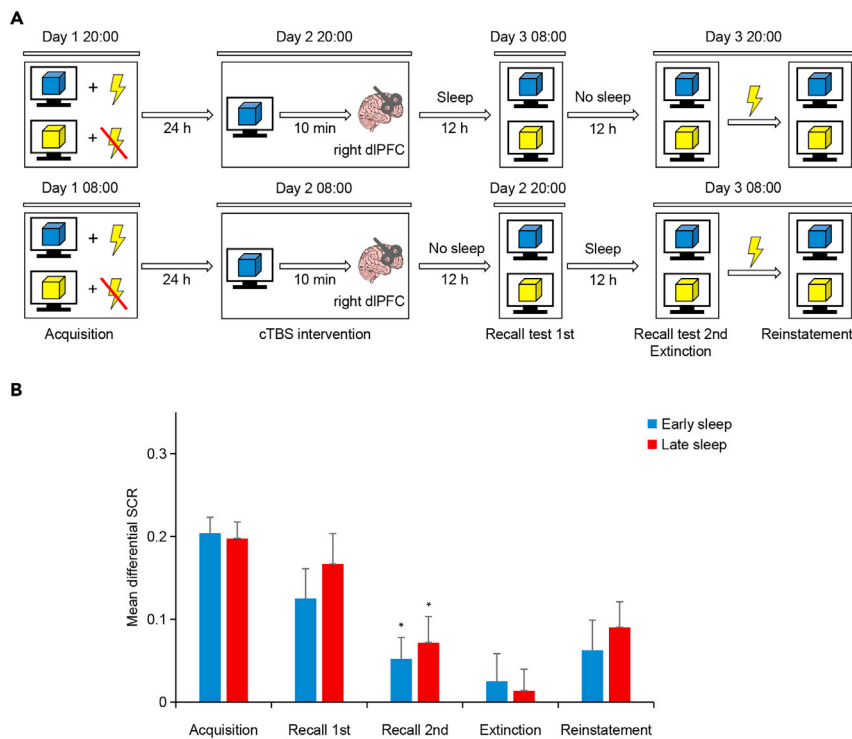 A
Day 1 20:00
Day 2 20:00
Day 3 08:00
Day 3 20:00
+
+
24 h
10 min
right dlPFC
Sleep
12 h
No sleep
12 h
Day 1 08:00
Day 2 08:00
Day 2 20:00
Day 3 08:00
+
+
24 h
10 min
right dlPFC
No sleep
12 h
Sleep
12 h
Acquisition
cTBS intervention
Recall test 1st
Recall test 2nd
Extinction
Reinstatement
B
Early sleep
Late sleep
Mean differential SCR
0.3
0.2
0.1
0
*
*
Acquisition
Recall 1st
Recall 2nd
Extinction
Reinstatement